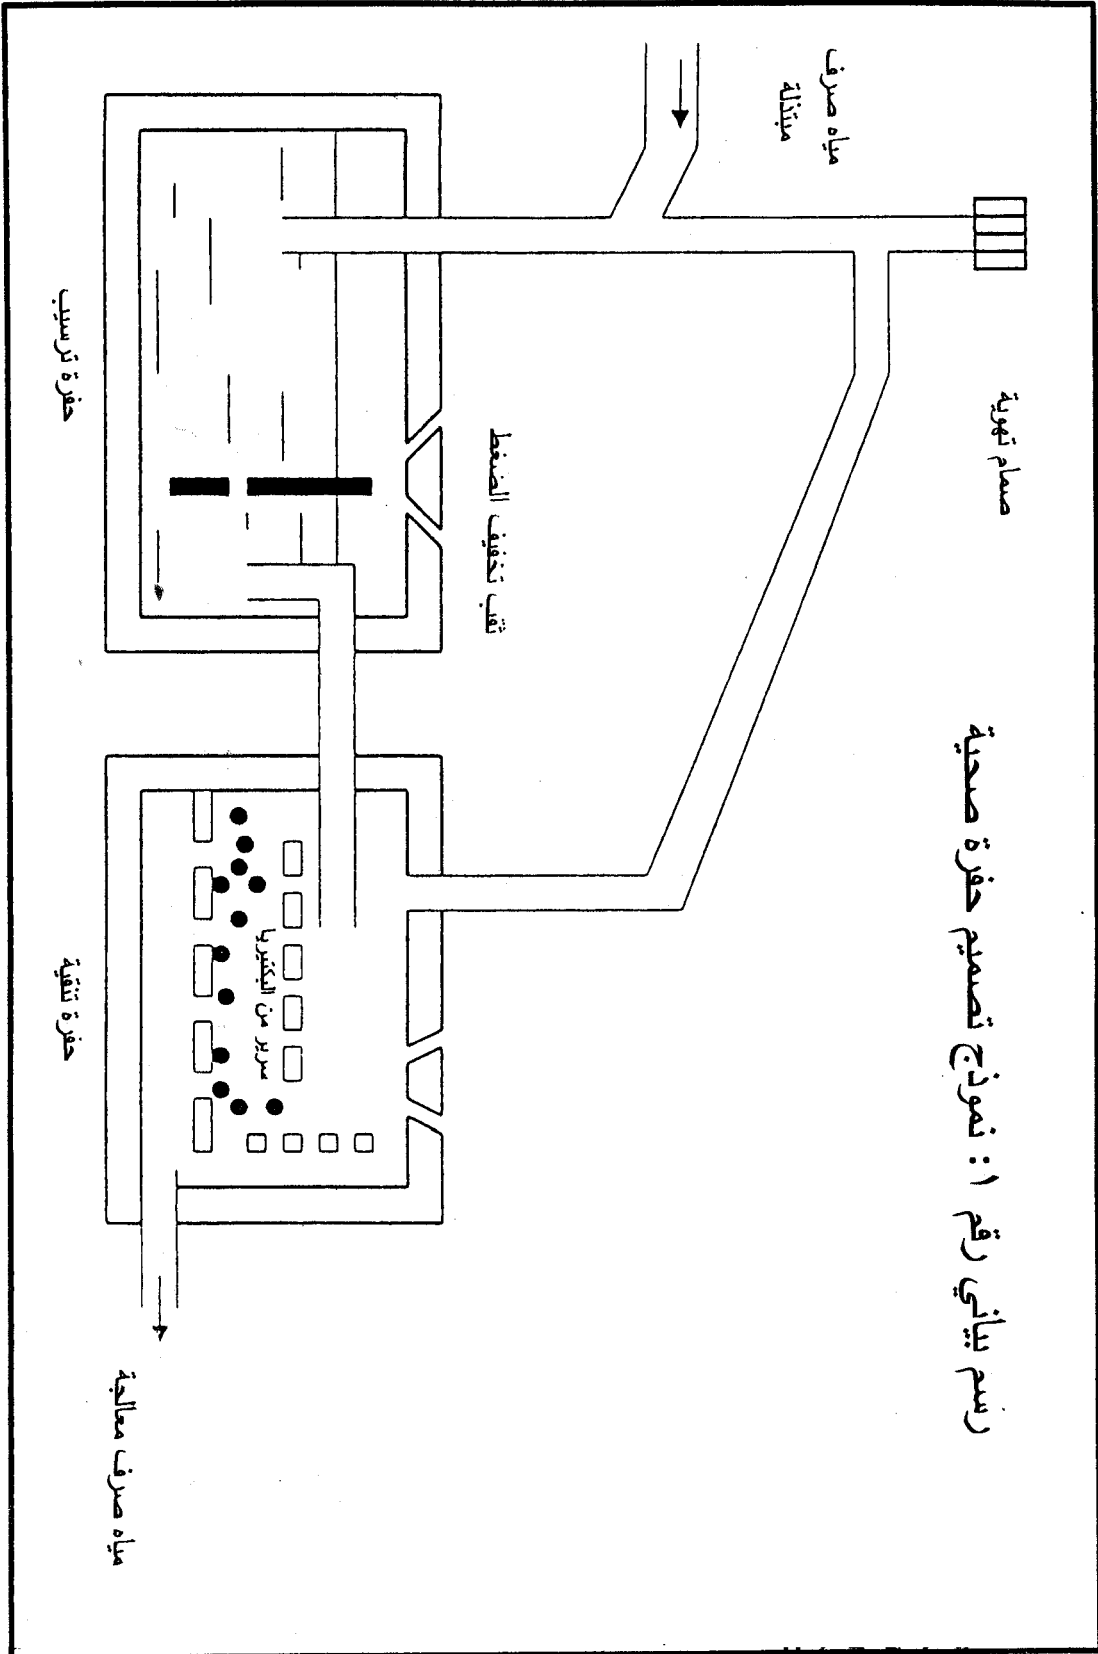 رسم بياني رقم ١: نموذج تصميم حفرة صحية
صمام تهوية
مياه صرف
مبتذلة
ثقب تخفيف الضغط
سرير من البكتيريا
حفرة ترسيب
حفرة تنقية
مياه صرف معالجة